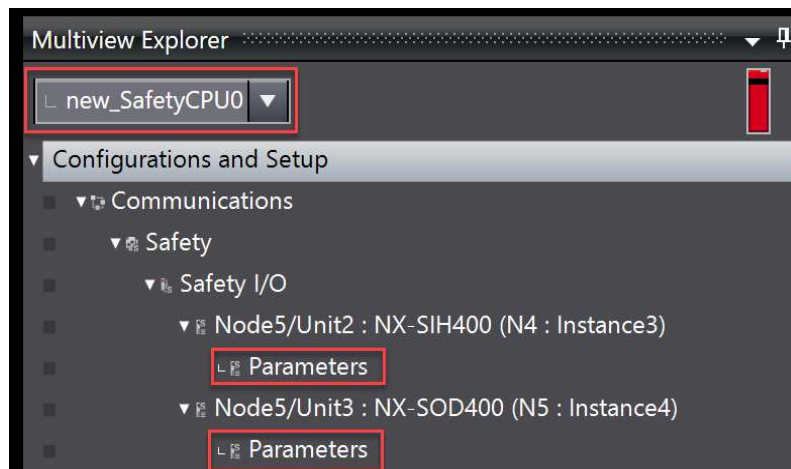 Multiview Explorer
new_SafetyCPU0
Configurations and Setup
Communications
Safety
Safety I/O
Node5/Unit2 : NX-SIH400 (N4 : Instance3)
Parameters
Node5/Unit3 : NX-SOD400 (N5 : Instance4)
Parameters